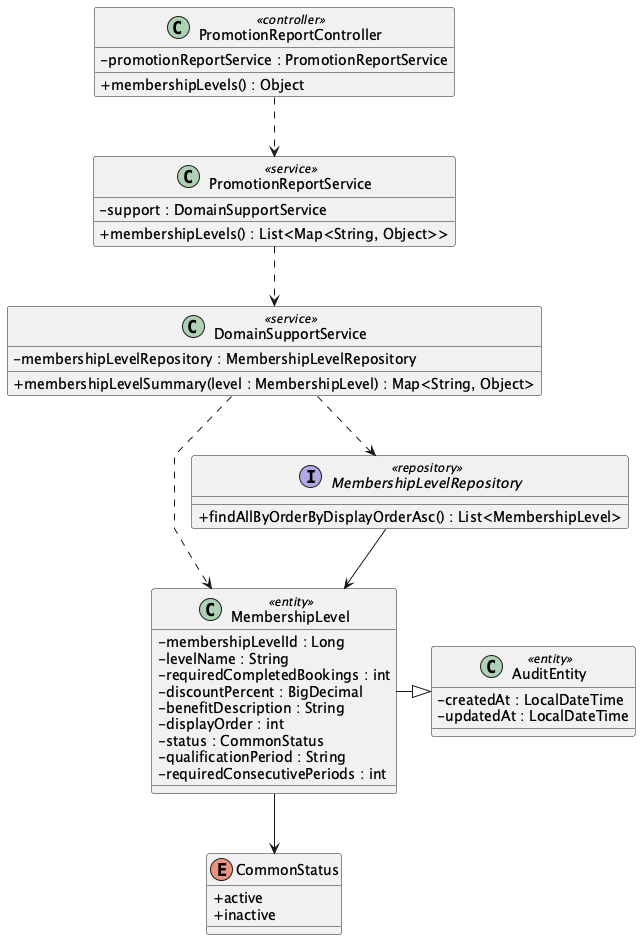 C
«controller»
PromotionReportController
-promotionReportService : PromotionReportService
+membershipLevels() : Object
C
«service»
PromotionReportService
-support : DomainSupportService
+membershipLevels() : List<Map<String, Object>>
C
«service»
DomainSupportService
-membershipLevelRepository : MembershipLevelRepository
+membershipLevelSummary(level : MembershipLevel) : Map<String, Object>
I
«repository»
MembershipLevelRepository
+findAllByOrderByDisplayOrderAsc() : List<MembershipLevel>
C
«entity»
MembershipLevel
-membershipLevelId : Long
-levelName : String
-requiredCompletedBookings : int
-discountPercent : BigDecimal
-benefitDescription : String
-displayOrder : int
-status : CommonStatus
-qualificationPeriod : String
-requiredConsecutivePeriods : int
C
«entity»
AuditEntity
-createdAt : LocalDateTime
-updatedAt : LocalDateTime
E
CommonStatus
+active
+inactive